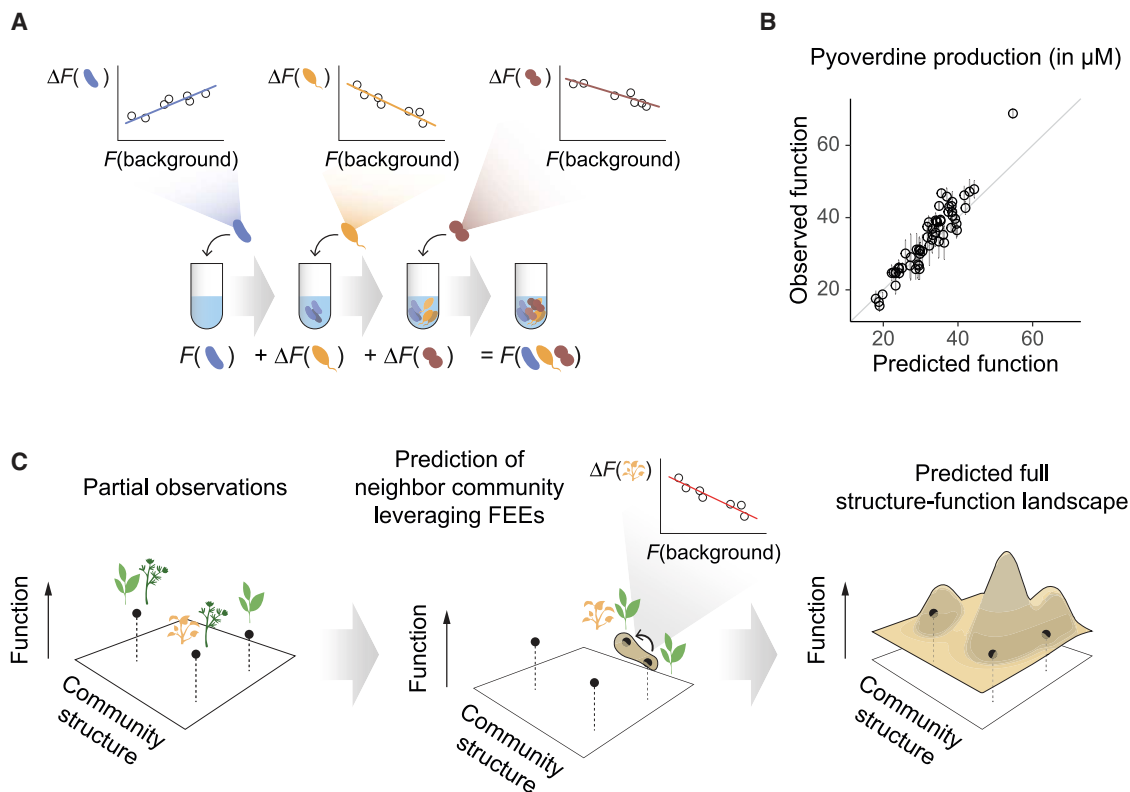 A
ΔF( )
F(background)
ΔF( )
F(background)
ΔF( )
F(background)
F( ) + ΔF( ) + ΔF( ) = F( )
B
Pyoverdine production (in µM)
Observed function
60
40
20
20 40 60
Predicted function
C
Partial observations
Function
Community
structure
Prediction of
neighbor community
leveraging FEEs
ΔF( )
F(background)
Function
Community
structure
Predicted full
structure-function landscape
Function
Community
structure